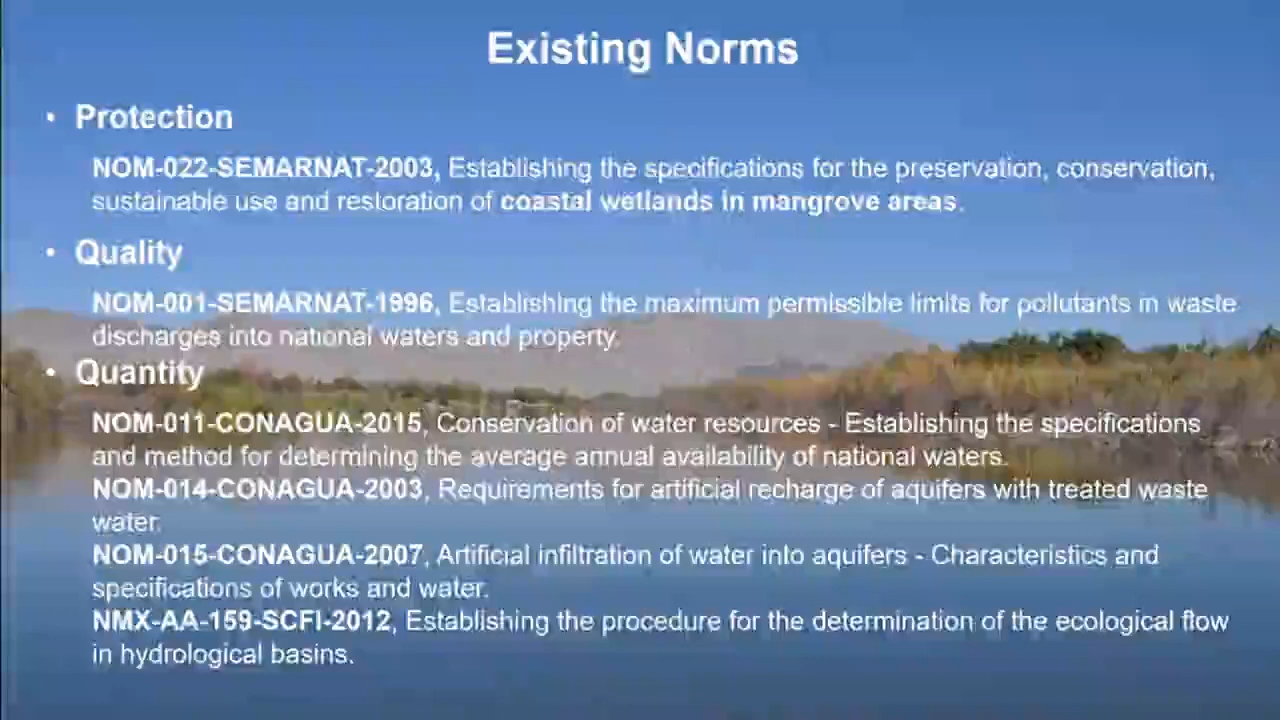 Existing Norms
• Protection
NOM-022-SEMARNAT-2003, Establishing the specifications for the preservation, conservation,
sustainable use and restoration of coastal wetlands in mangrove areas.
• Quality
NOM-001-SEMARNAT-1996, Establishing the maximum permissible limits for pollutants in waste
discharges into national waters and property.
• Quantity
NOM-011-CONAGUA-2015, Conservation of water resources - Establishing the specifications
and method for determining the average annual availability of national waters.
NOM-014-CONAGUA-2003, Requirements for artificial recharge of aquifers with treated waste
water.
NOM-015-CONAGUA-2007, Artificial infiltration of water into aquifers - Characteristics and
specifications of works and water.
NMX-AA-159-SCFI-2012, Establishing the procedure for the determination of the ecological flow
in hydrological basins.